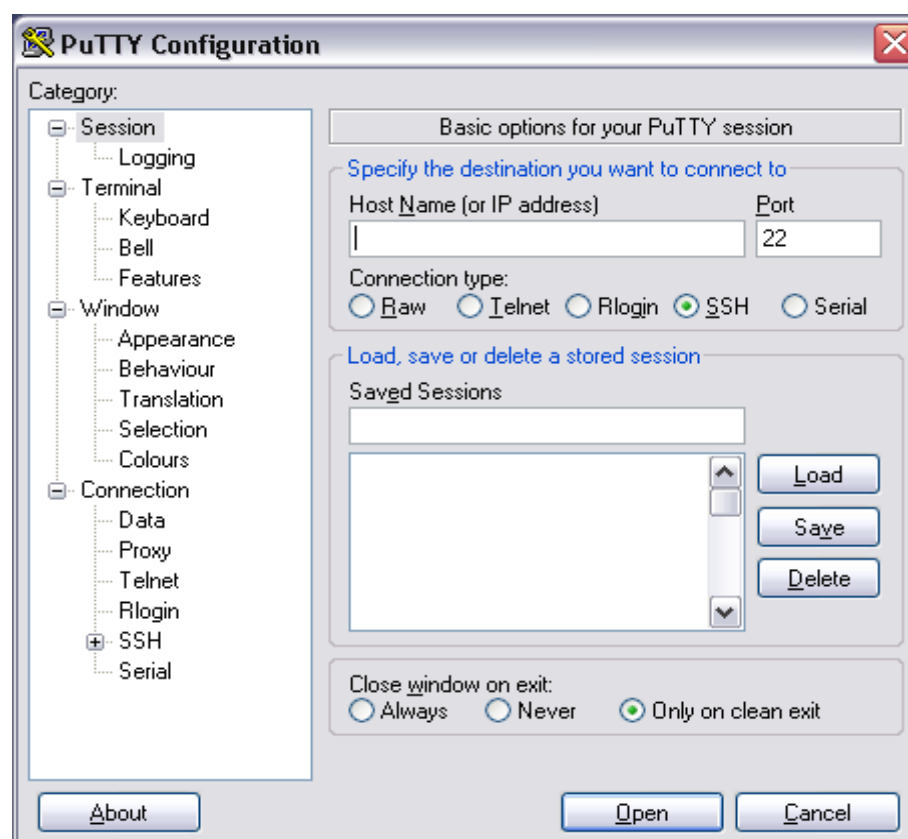 PuTTY Configuration
Category:
Session
Logging
Terminal
Keyboard
Bell
Features
Window
Appearance
Behaviour
Translation
Selection
Colours
Connection
Data
Proxy
Telnet
Rlogin
SSH
Serial
Basic options for your PuTTY session
Specify the destination you want to connect to
Host Name (or IP address) Port
22
Connection type:
Raw Telnet Rlogin SSH Serial
Load, save or delete a stored session
Saved Sessions
Load
Save
Delete
Close window on exit:
Always Never Only on clean exit
About Open Cancel